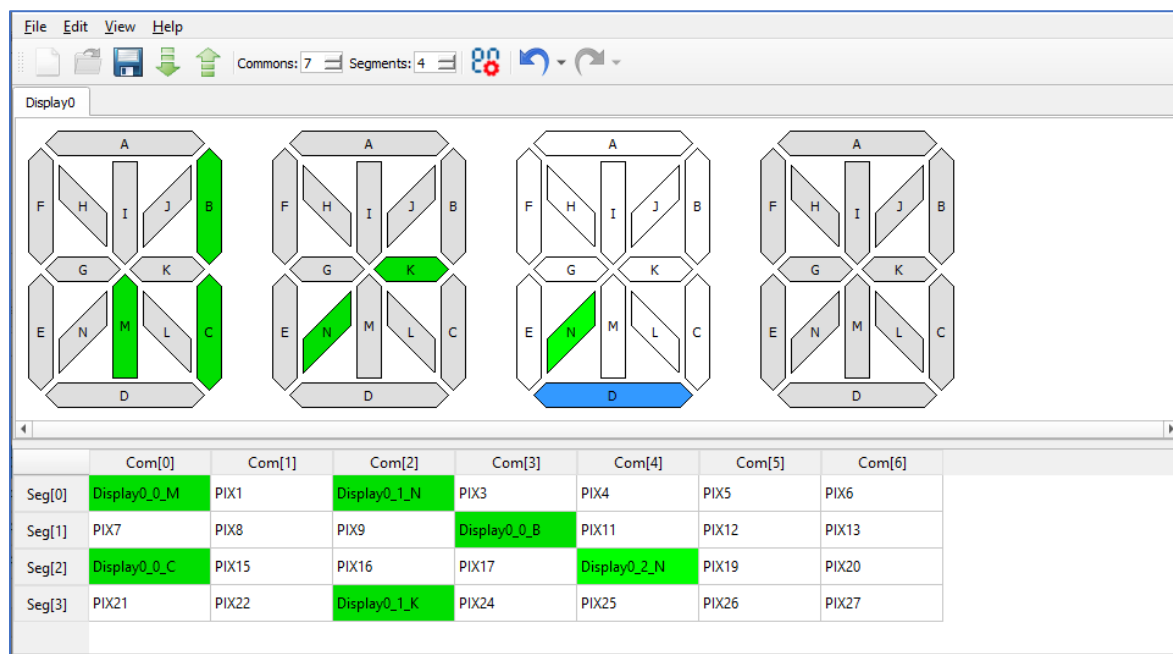 File Edit View Help
Commons: 7 Segments: 4
Display0
A A A A
F H I J B F H I J B F H I J B F H I J B
G K G K G K G K
E N M L C E N M L C E N M L C E N M L C
D D D D
Com[0] Com[1] Com[2] Com[3] Com[4] Com[5] Com[6]
Seg[0] Display0_0_M PIX1 Display0_1_N PIX3 PIX4 PIX5 PIX6
Seg[1] PIX7 PIX8 PIX9 Display0_0_B PIX11 PIX12 PIX13
Seg[2] Display0_0_C PIX15 PIX16 PIX17 Display0_2_N PIX19 PIX20
Seg[3] PIX21 PIX22 Display0_1_K PIX24 PIX25 PIX26 PIX27